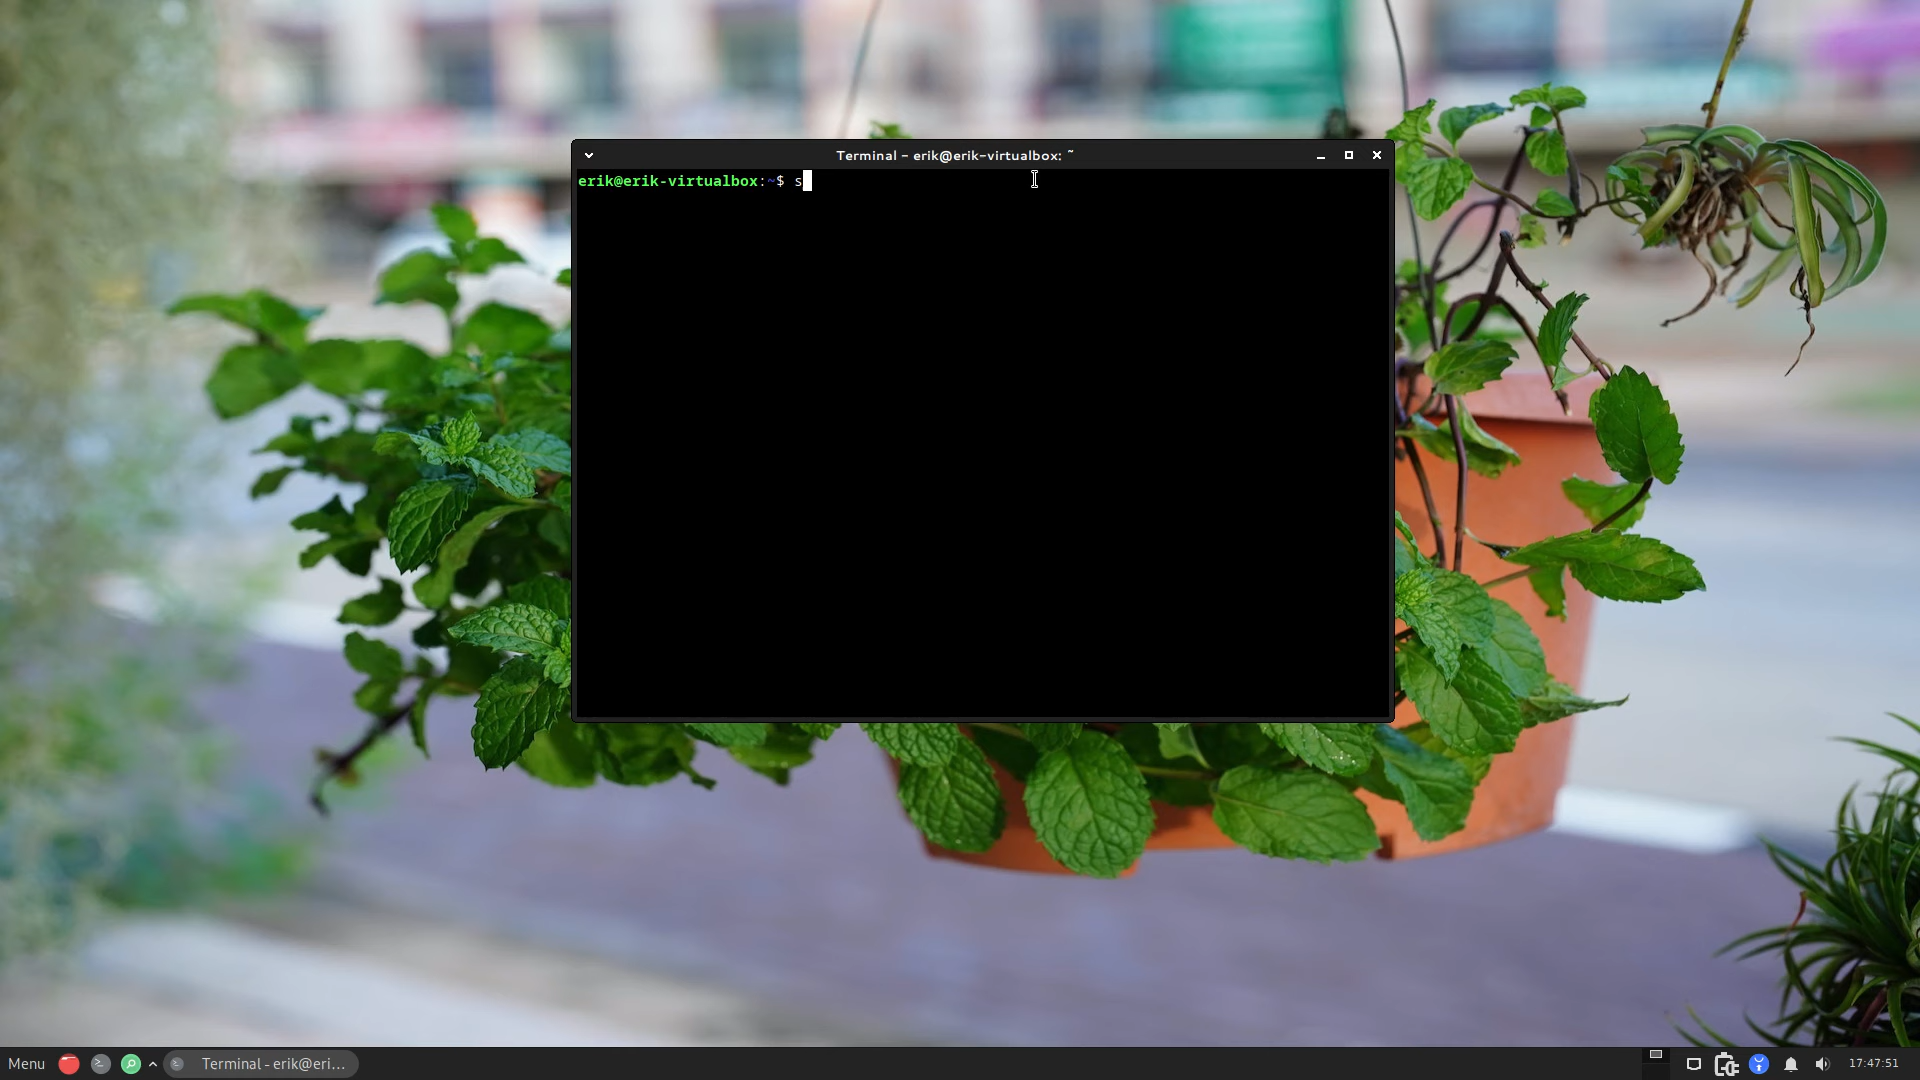 Terminal - erik@erik-virtualbox: ~
erik@erik-virtualbox:~$ s
Menu
Terminal - erik@eri...
17:47:51